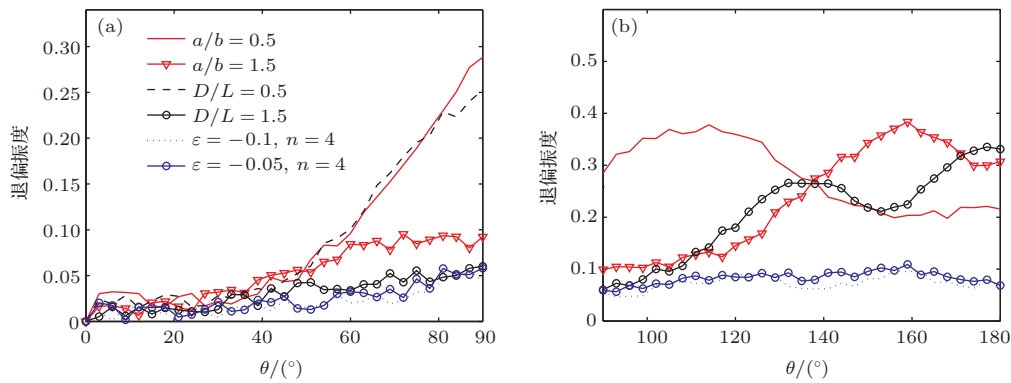 (a)
a/b = 0.5
a/b = 1.5
D/L = 0.5
D/L = 1.5
ε = −0.1, n = 4
ε = −0.05, n = 4
0.30
0.25
0.20
0.15
0.10
0.05
0
退偏振度
0 20 40 60 80 90
θ/(°)
(b)
0.5
0.4
0.3
0.2
0.1
0
退偏振度
100 120 140 160 180
θ/(°)